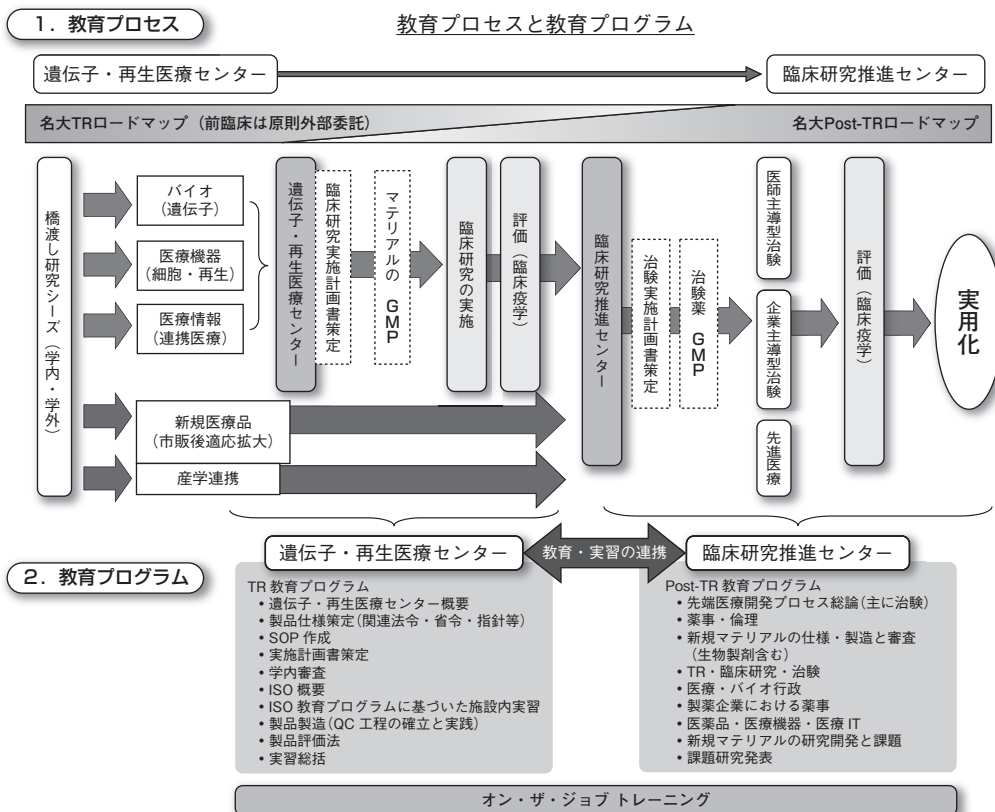 1．教育プロセス
教育プロセスと教育プログラム
遺伝子・再生医療センター
臨床研究推進センター
名大TRロードマップ（前臨床は原則外部委託）
名大Post-TRロードマップ
橋渡し研究シーズ（学内・学外）
バイオ
（遺伝子）
医療機器
（細胞・再生）
医療情報
（連携医療）
新規医療品
（市販後適応拡大）
産学連携
遺伝子・再生医療センター
臨床研究実施計画書策定
マテリアルの GMP
臨床研究の実施
評価（臨床疫学）
臨床研究推進センター
治験実施計画書策定
治験薬 GMP
医師主導型治験
企業主導型治験
先進医療
評価（臨床疫学）
実用化
遺伝子・再生医療センター
教育・実習の連携
臨床研究推進センター
2．教育プログラム
TR 教育プログラム
• 遺伝子・再生医療センター概要
• 製品仕様策定（関連法令・省令・指針等）
• SOP 作成
• 実施計画書策定
• 学内審査
• ISO 概要
• ISO 教育プログラムに基づいた施設内実習
• 製品製造（QC 工程の確立と実践）
• 製品評価法
• 実習総括
Post-TR 教育プログラム
• 先端医療開発プロセス総論（主に治験）
• 薬事・倫理
• 新規マテリアルの仕様・製造と審査
（生物製剤含む）
• TR・臨床研究・治験
• 医療・バイオ行政
• 製薬企業における薬事
• 医薬品・医療機器・医療 IT
• 新規マテリアルの研究開発と課題
• 課題研究発表
オン・ザ・ジョブ トレーニング